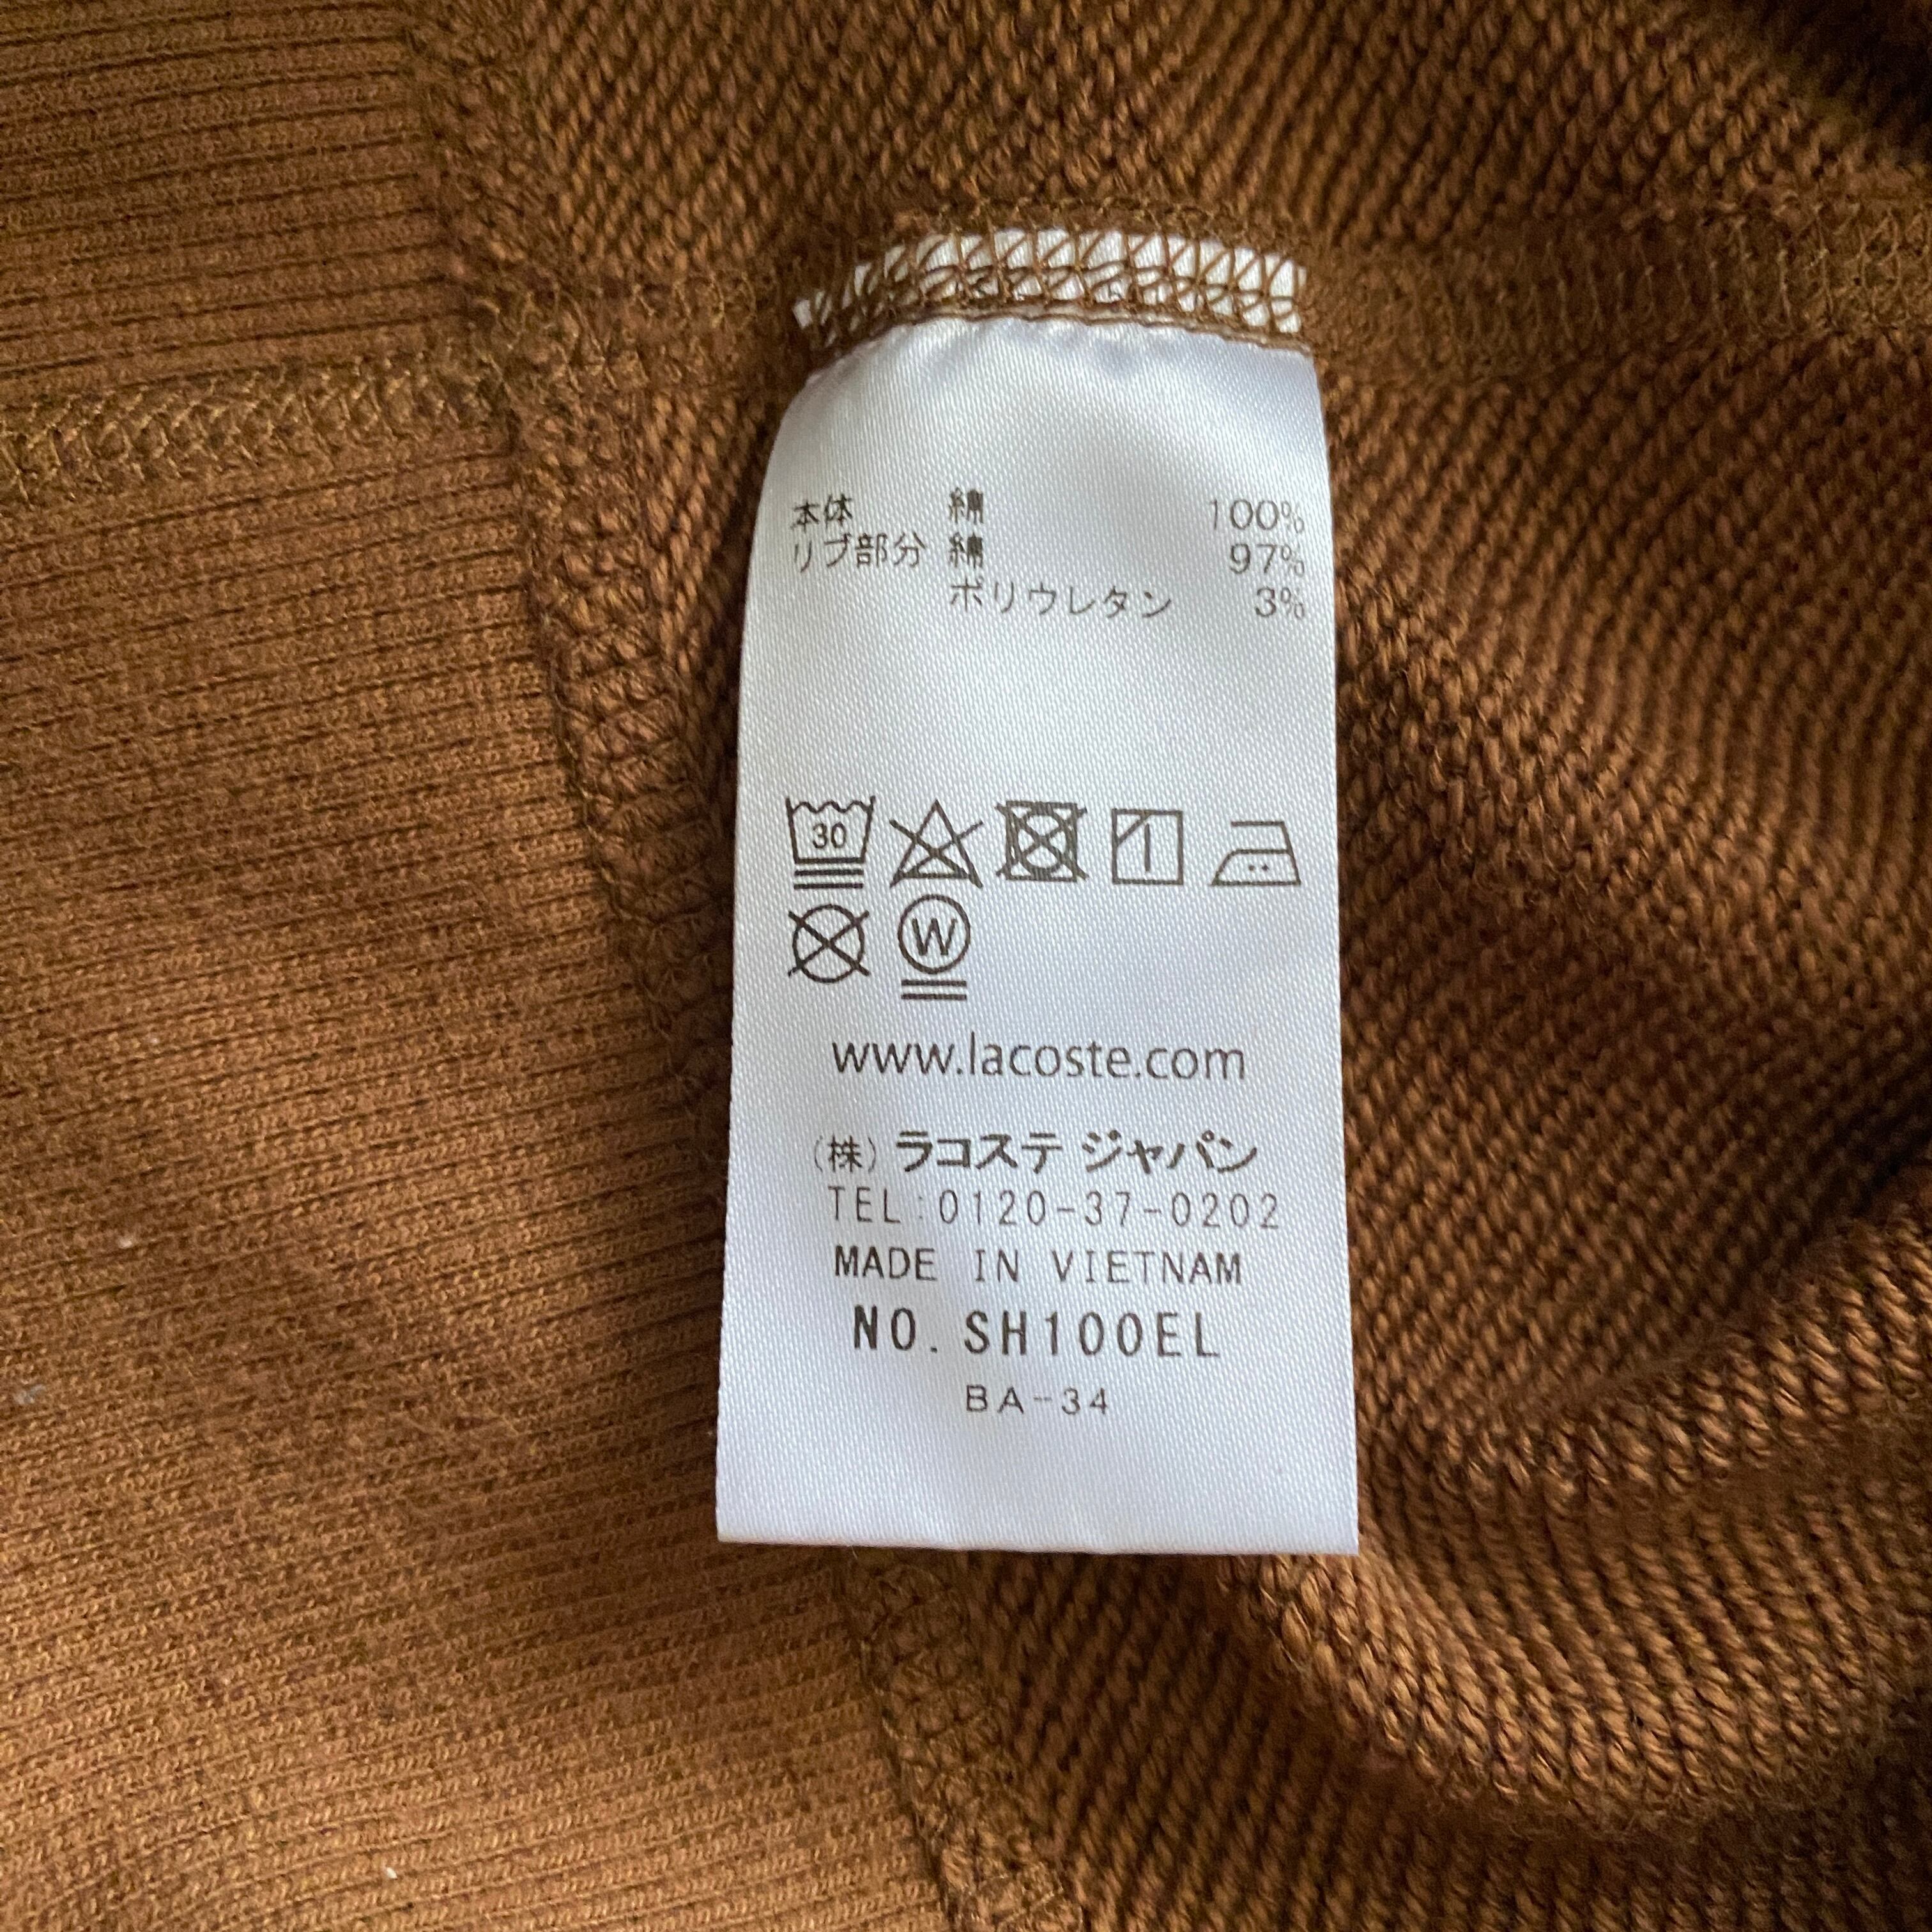 本体 綿 100%
リブ部分 綿 97%
ポリウレタン 3%
30
W
www.lacoste.com
(株) ラコステ ジャパン
TEL:0120-37-0202
MADE IN VIETNAM
NO. SH100EL
BA-34